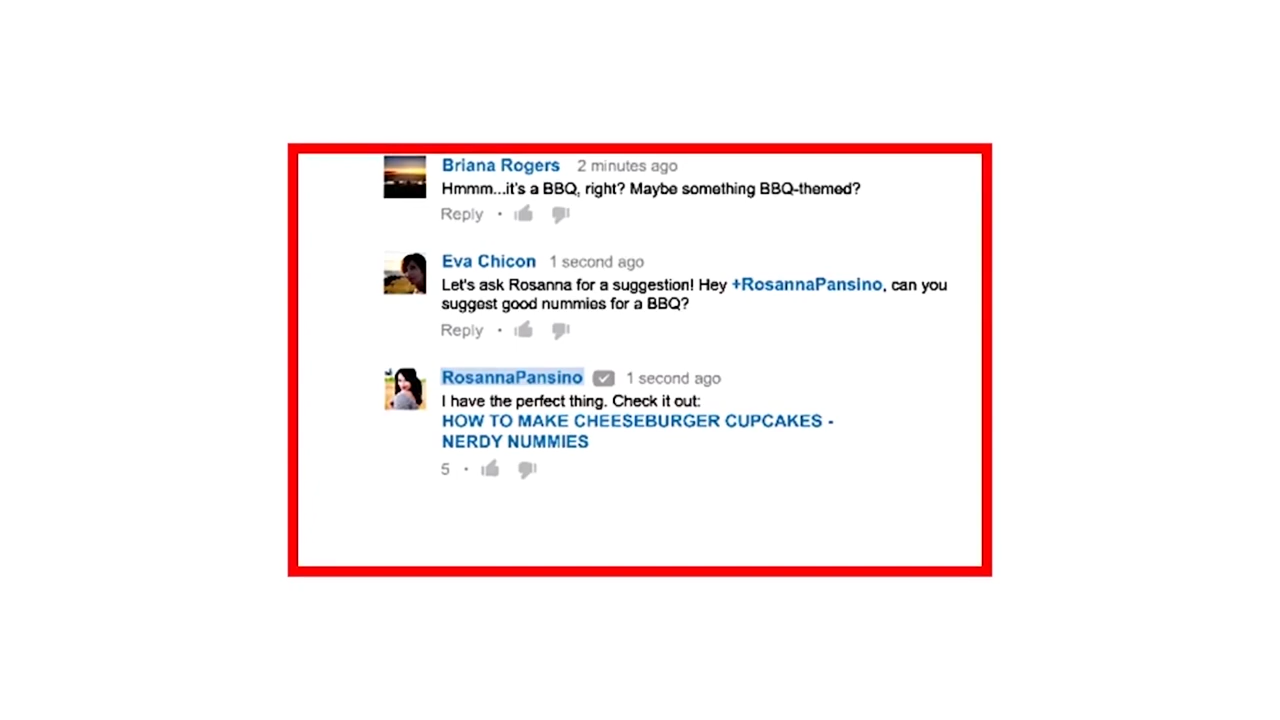 Briana Rogers 2 minutes ago
Hmmm...it's a BBQ, right? Maybe something BBQ-themed?
Reply •
Eva Chicon 1 second ago
Let's ask Rosanna for a suggestion! Hey +RosannaPansino, can you
suggest good nummies for a BBQ?
Reply •
RosannaPansino 1 second ago
I have the perfect thing. Check it out:
HOW TO MAKE CHEESEBURGER CUPCAKES -
NERDY NUMMIES
5 •